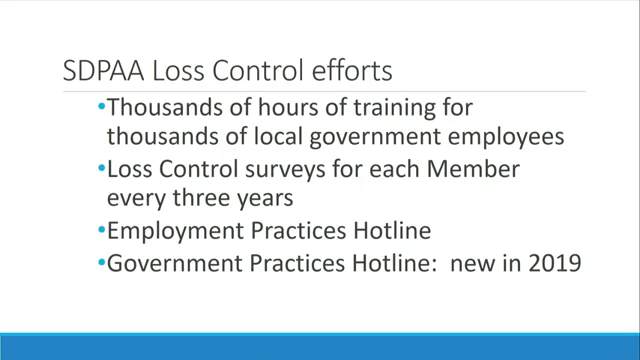 SDPAA Loss Control efforts
•Thousands of hours of training for
thousands of local government employees
•Loss Control surveys for each Member
every three years
•Employment Practices Hotline
•Government Practices Hotline:  new in 2019